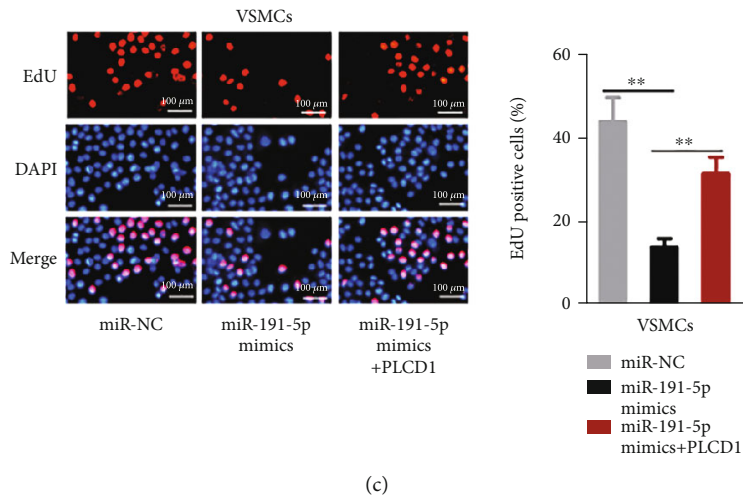 VSMCs
EdU
100 μm
100 μm
100 μm
DAPI
100 μm
100 μm
100 μm
Merge
100 μm
100 μm
100 μm
miR-NC
miR-191-5p
mimics
miR-191-5p
mimics
+PLCD1
EdU positive cells (%)
60
40
20
0
**
**
VSMCs
miR-NC
miR-191-5p
mimics
miR-191-5p
mimics+PLCD1
(c)